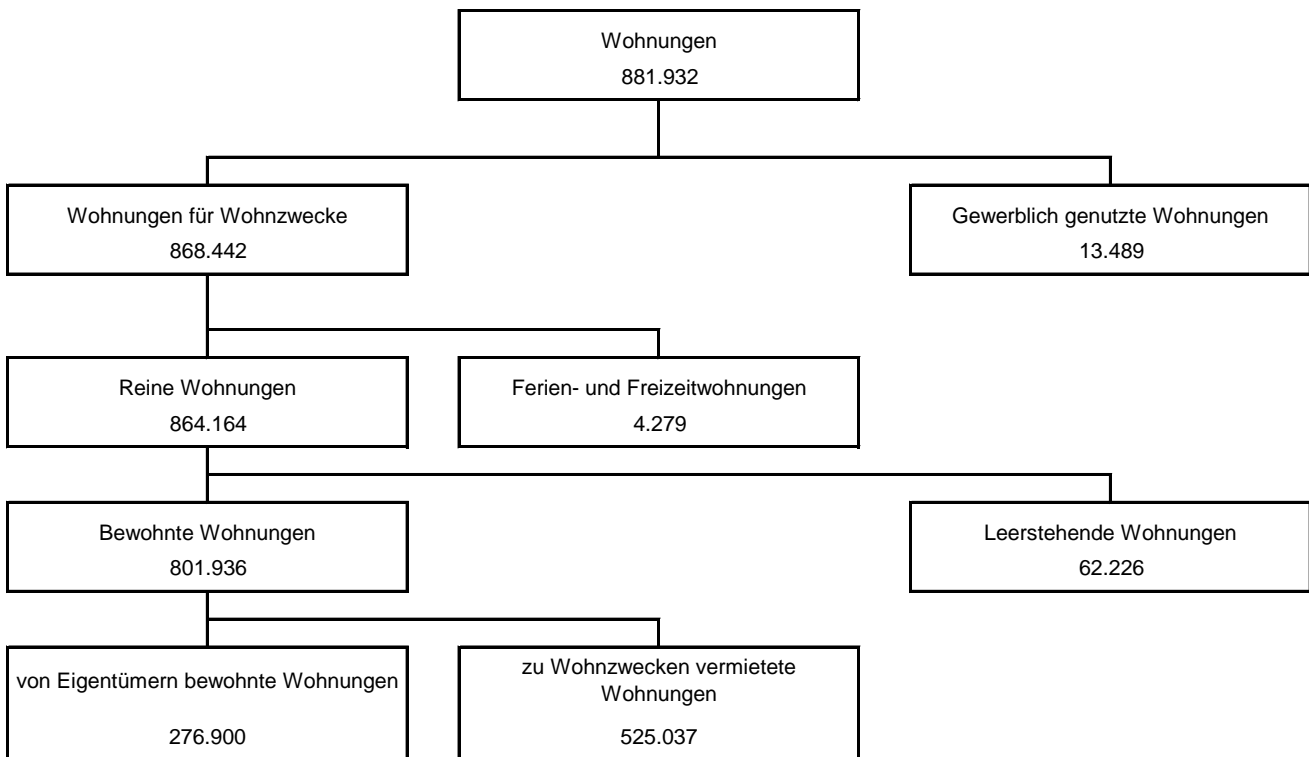 Wohnungen
881.932
Wohnungen für Wohnzwecke
868.442
Gewerblich genutzte Wohnungen
13.489
Reine Wohnungen
864.164
Ferien- und Freizeitwohnungen
4.279
Bewohnte Wohnungen
801.936
Leerstehende Wohnungen
62.226
von Eigentümern bewohnte Wohnungen
276.900
zu Wohnzwecken vermietete
Wohnungen
525.037